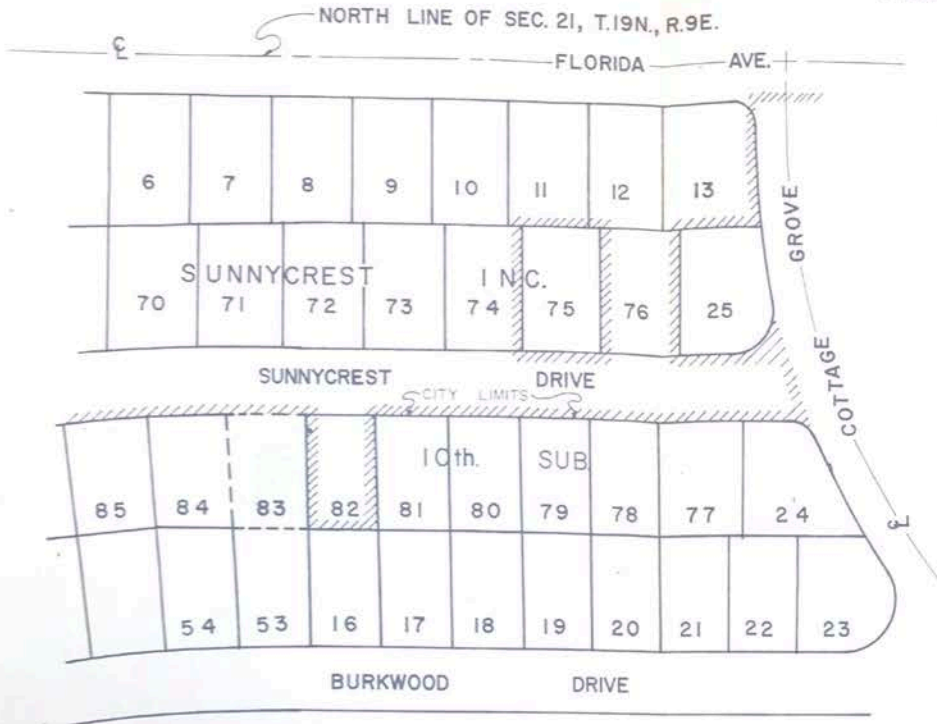 NORTH LINE OF SEC. 21, T.19N., R.9E.
℄
FLORIDA AVE.
6 7 8 9 10 11 12 13
GROVE
SUNNYCREST INC.
70 71 72 73 74 75 76 25
SUNNYCREST DRIVE
COTTAGE
CITY LIMITS
10th. SUB.
85 84 83 82 81 80 79 78 77 24
℄
54 53 16 17 18 19 20 21 22 23
BURKWOOD DRIVE